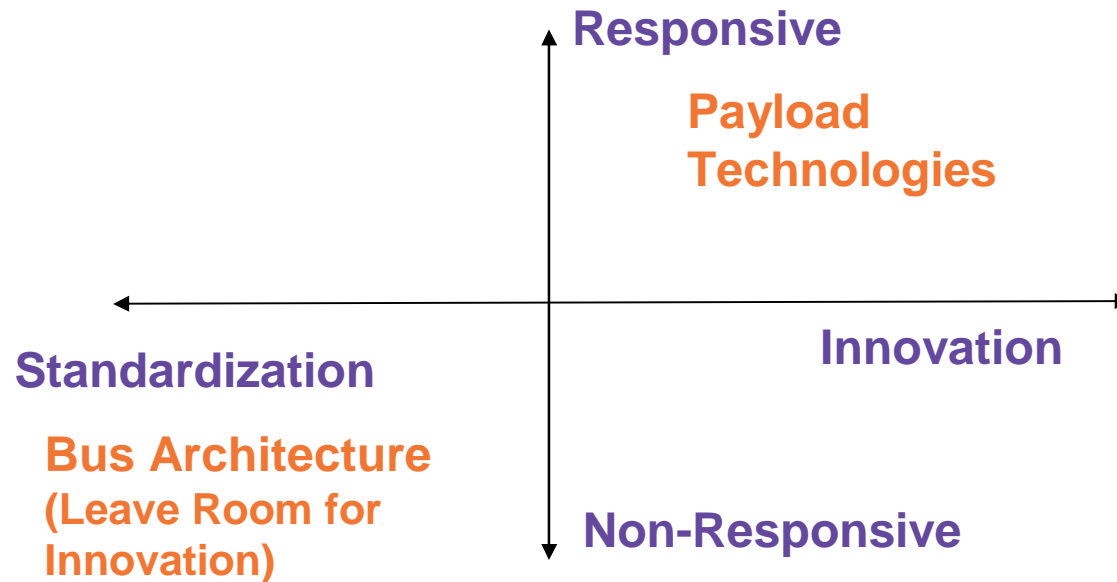 Responsive
Payload
Technologies
Innovation
Standardization
Bus Architecture
(Leave Room for
Innovation)
Non-Responsive